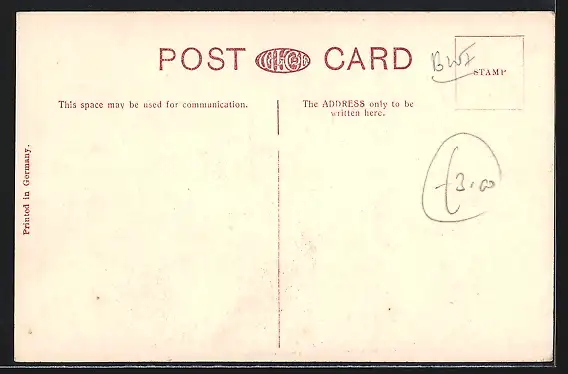 POST CARD
BWI
STAMP
This space may be used for communication.
The ADDRESS only to be
written here.
Printed in Germany.
£3.00